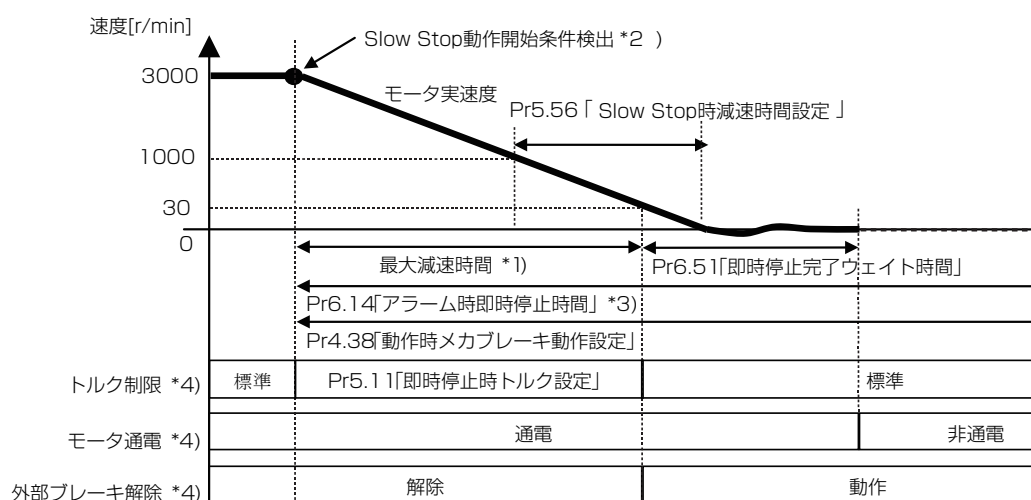 速度[r/min]
Slow Stop動作開始条件検出 *2 )
3000
モータ実速度
Pr5.56「 Slow Stop時減速時間設定 」
1000
30
0
最大減速時間 *1)
Pr6.51「即時停止完了ウェイト時間」
Pr6.14「アラーム時即時停止時間」*3)
Pr4.38「動作時メカブレーキ動作設定」
トルク制限 *4)
標準
Pr5.11「即時停止時トルク設定」
標準
モータ通電 *4)
通電
非通電
外部ブレーキ解除 *4)
解除
動作